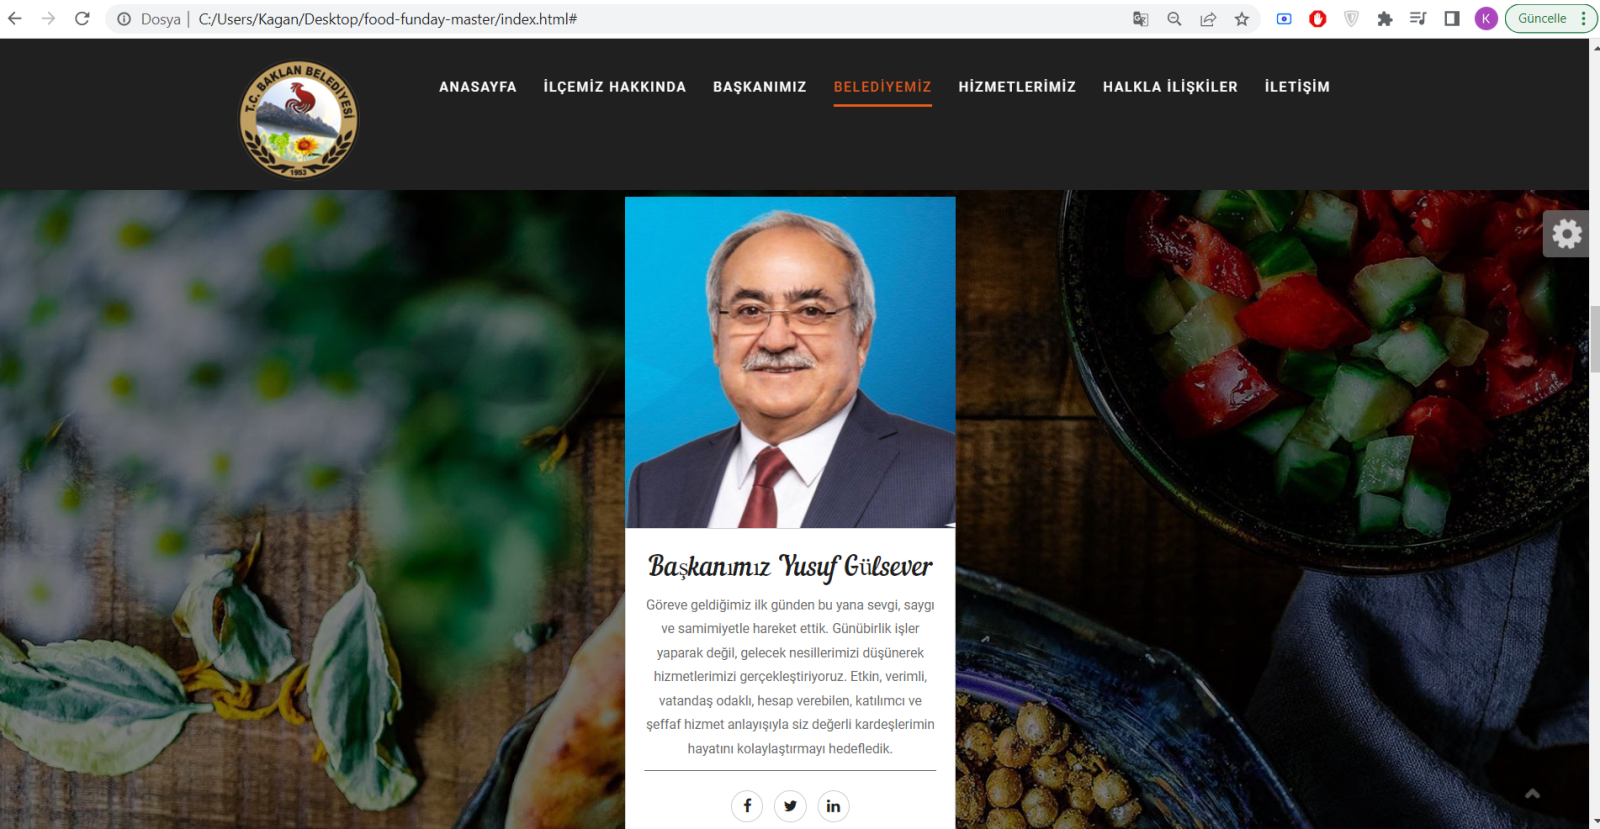 Dosya | C:/Users/Kagan/Desktop/food-funday-master/index.html#
K
Güncelle
T.C. BAKLAN BELEDİYESİ
1953
ANASAYFA İLÇEMİZ HAKKINDA BAŞKANIMIZ BELEDİYEMİZ HİZMETLERİMİZ HALKLA İLİŞKİLER İLETİŞİM
Başkanımız Yusuf Gülsever
Göreve geldiğimiz ilk günden bu yana sevgi, saygı
ve samimiyetle hareket ettik. Günübirlik işler
yaparak değil, gelecek nesillerimizi düşünerek
hizmetlerimizi gerçekleştiriyoruz. Etkin, verimli,
vatandaş odaklı, hesap verebilen, katılımcı ve
şeffaf hizmet anlayışıyla siz değerli kardeşlerimin
hayatını kolaylaştırmayı hedefledik.